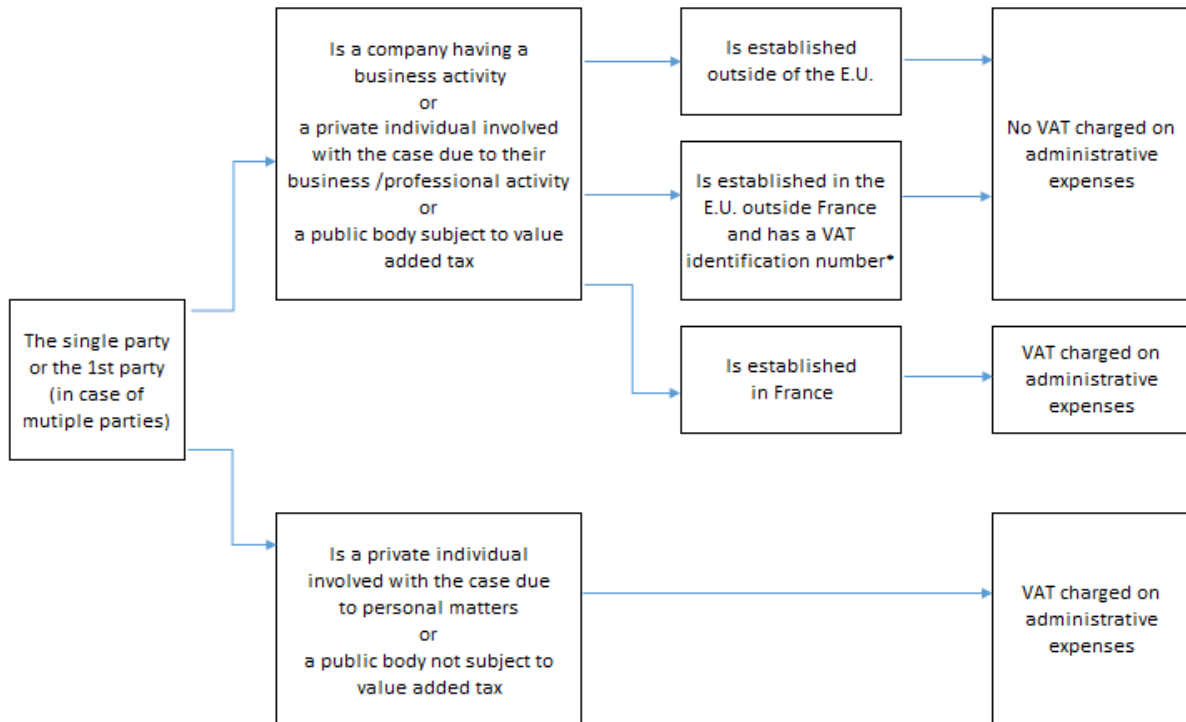 Is a company having a
business activity
or
a private individual involved
with the case due to their
business /professional activity
or
a public body subject to value
added tax
Is established
outside of the E.U.
No VAT charged on
administrative
expenses
Is established in the
E.U. outside France
and has a VAT
identification number*
The single party
or the 1st party
(in case of
mutiple parties)
Is established
in France
VAT charged on
administrative
expenses
Is a private individual
involved with the case due
to personal matters
or
a public body not subject to
value added tax
VAT charged on
administrative
expenses